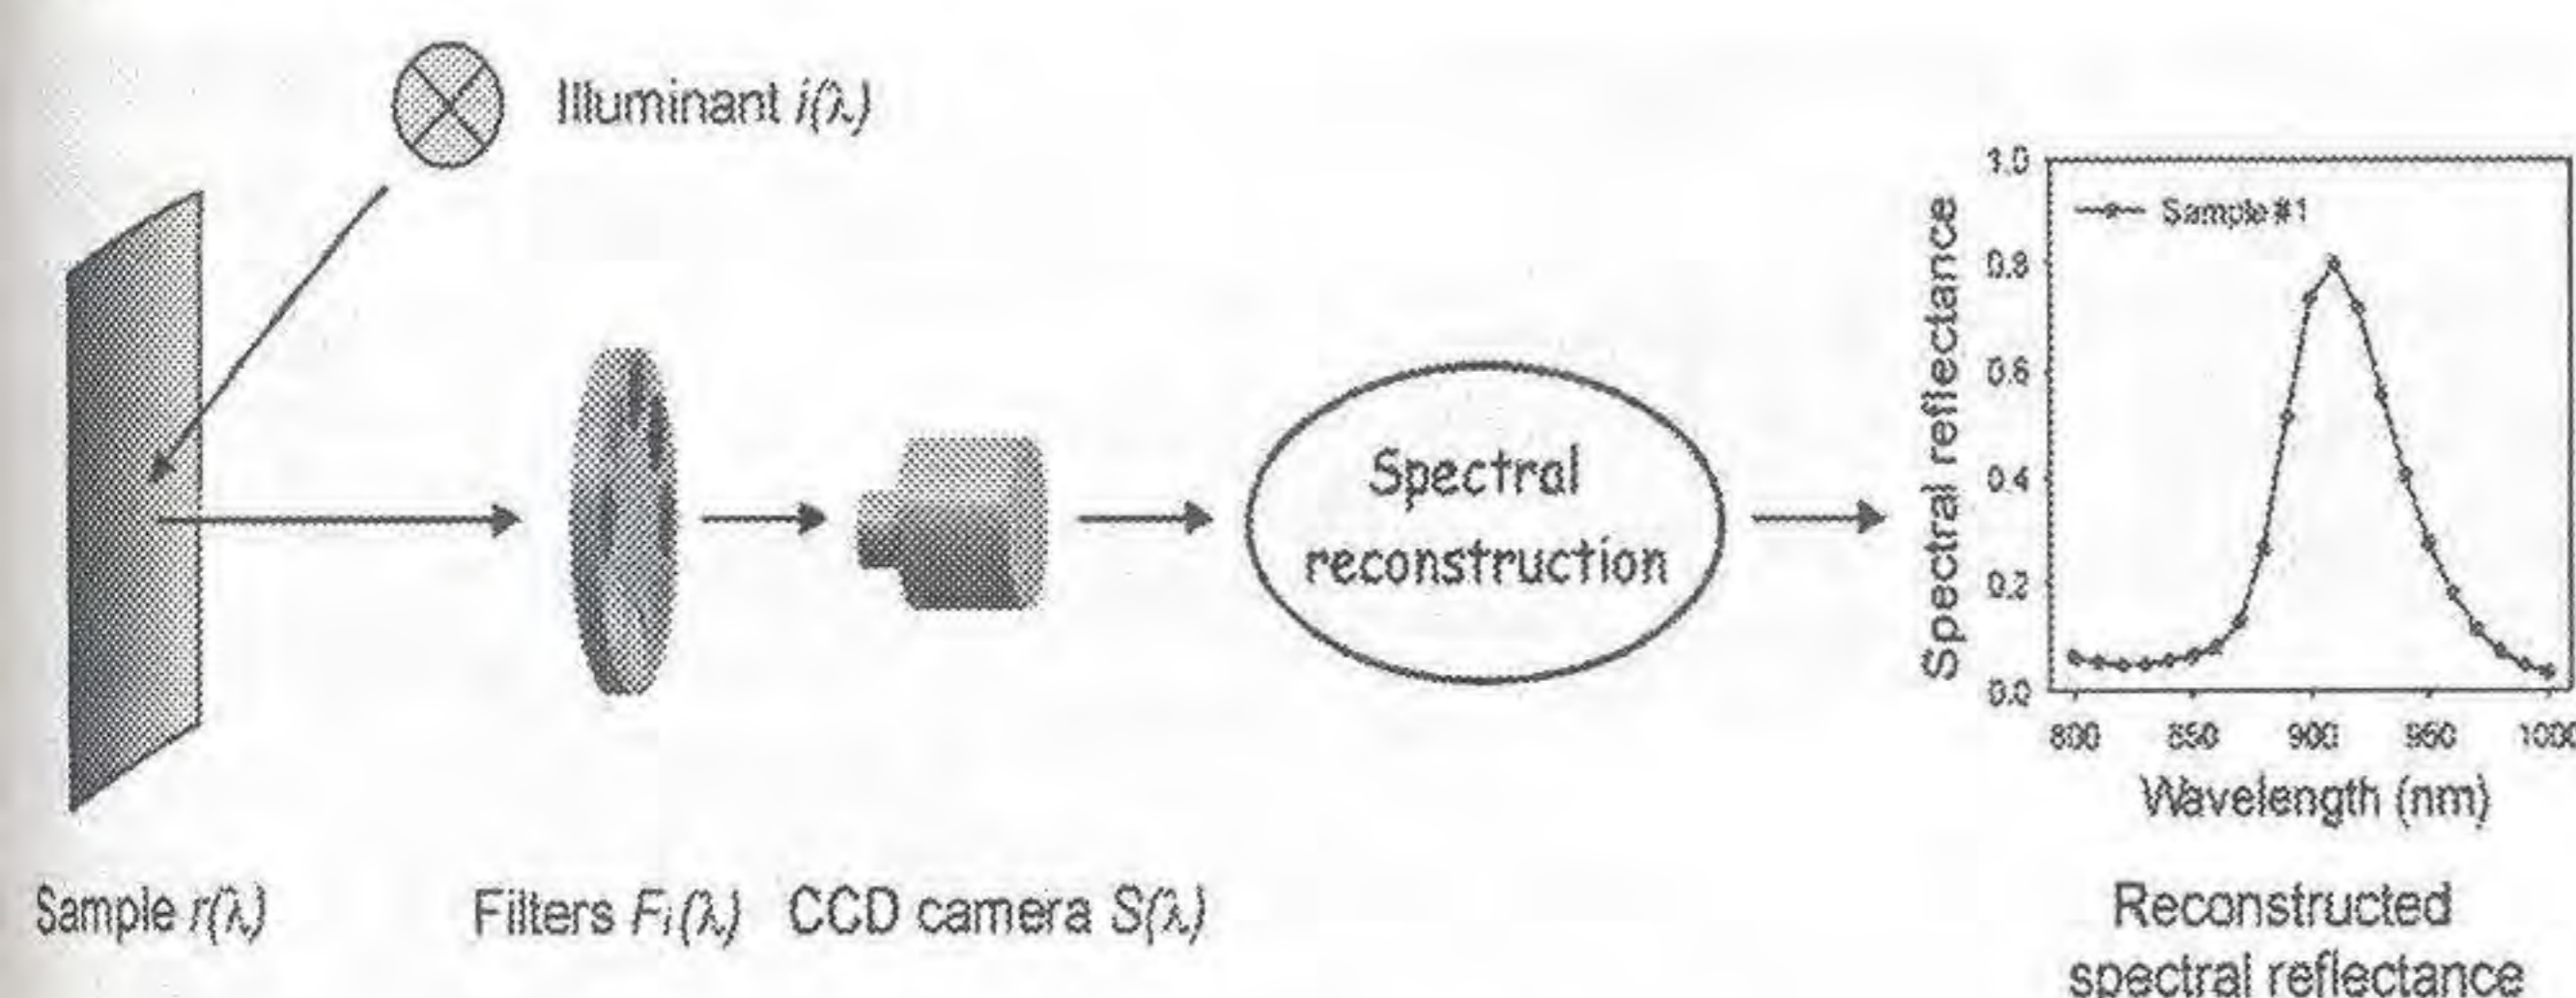 Illuminant i(λ)
Spectral
reconstruction
Spectral reflectance
1.0
0.8
0.6
0.4
0.2
0.0
Sample #1
800 850 900 950 1000
Wavelength (nm)
Sample r(λ)
Filters Fi(λ)
CCD camera S(λ)
Reconstructed
spectral reflectance